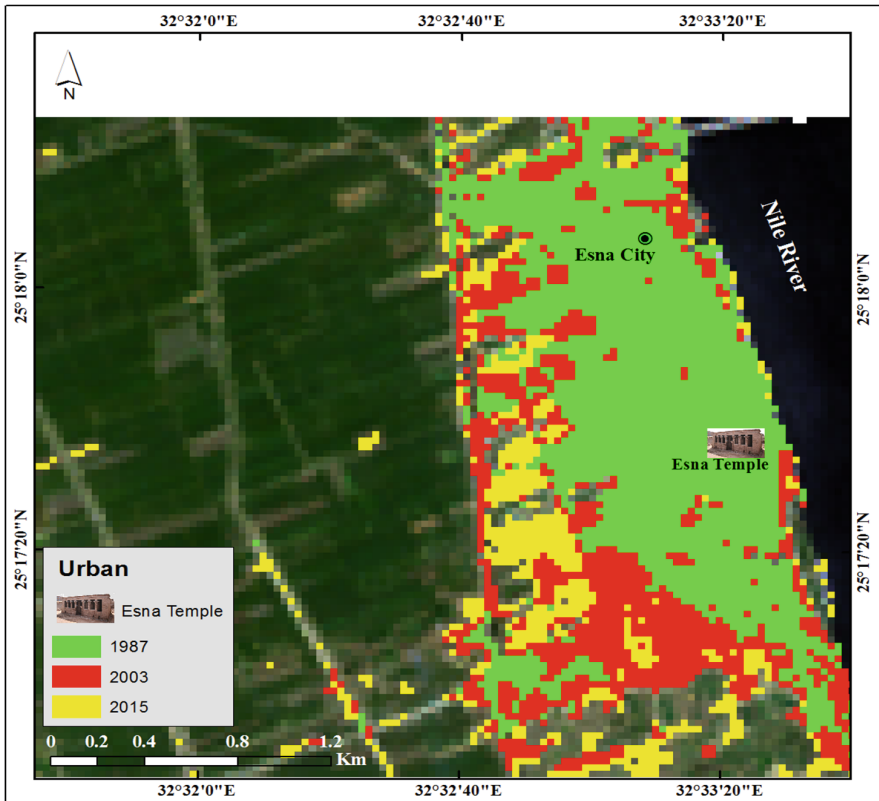 32°32'0"E 32°32'40"E 32°33'20"E
N
Nile River
Esna City
25°18'0"N 25°18'0"N
Esna Temple
25°17'20"N 25°17'20"N
Urban
Esna Temple
1987
2003
2015
0 0.2 0.4 0.8 1.2
Km
32°32'0"E 32°32'40"E 32°33'20"E